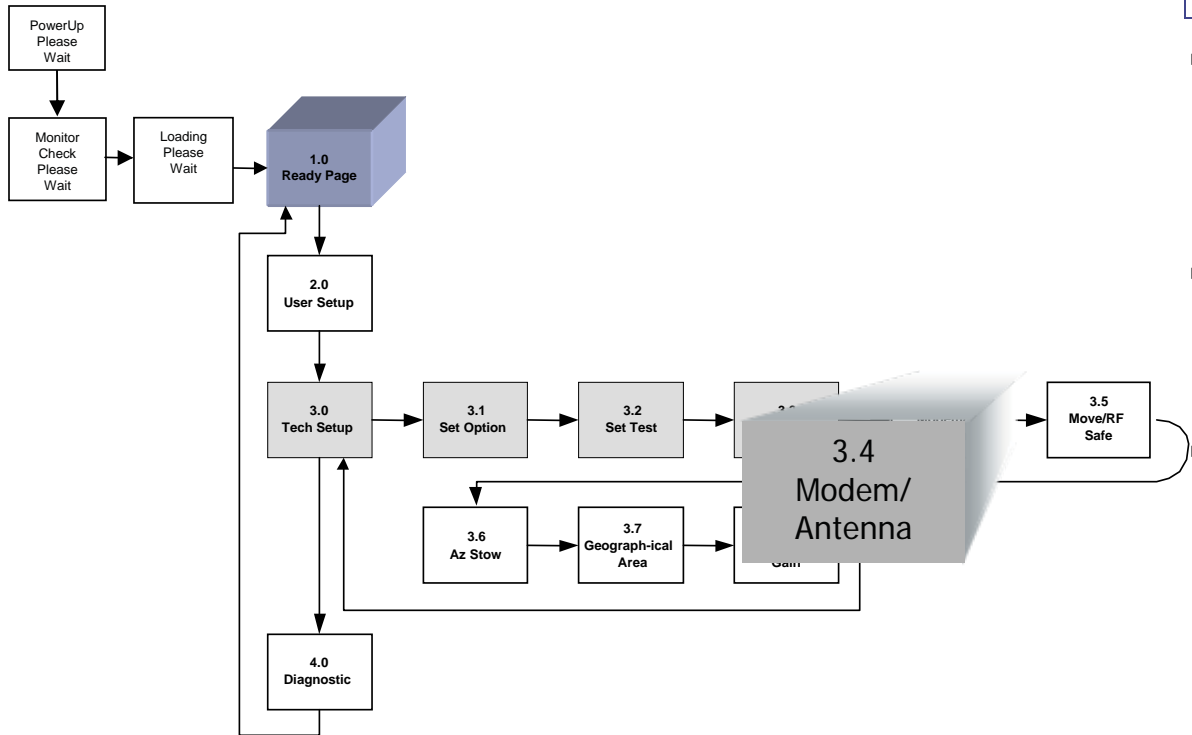 PowerUp
Please
Wait
Monitor
Check
Please
Wait
Loading
Please
Wait
1.0
Ready Page
2.0
User Setup
3.0
Tech Setup
3.1
Set Option
3.2
Set Test
3.4
Modem/
Antenna
3.5
Move/RF
Safe
3.6
Az Stow
3.7
Geograph-ical
Area
Gain
4.0
Diagnostic